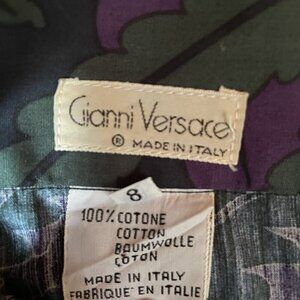 Gianni Versace
® MADE IN ITALY
8
100% COTONE
COTTON
BAUMWOLLE
COTON
MADE IN ITALY
FABRIQUE' EN ITALIE